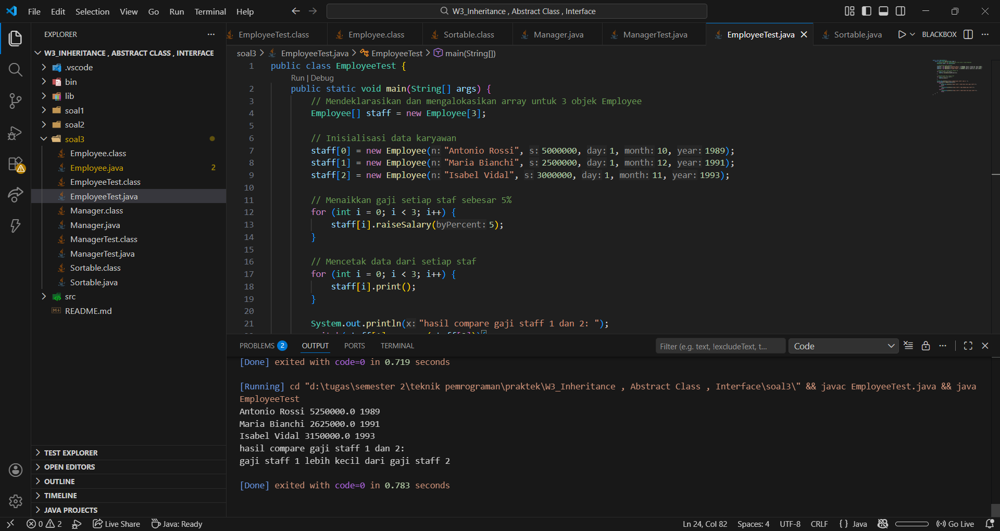 File Edit Selection View Go Run Terminal Help
W3_Inheritance , Abstract Class , Interface
EXPLORER
W3_INHERITANCE , ABSTRACT CLASS , INTERFACE
.vscode
bin
lib
soal1
soal2
soal3
Employee.class
Employee.java 2
EmployeeTest.class
EmployeeTest.java
Manager.class
Manager.java
ManagerTest.class
ManagerTest.java
Sortable.class
Sortable.java
src
README.md
TEST EXPLORER
OPEN EDITORS
OUTLINE
TIMELINE
JAVA PROJECTS
EmployeeTest.class Employee.class Sortable.class Manager.java ManagerTest.java EmployeeTest.java Sortable.java BLACKBOX
soal3 > EmployeeTest.java > EmployeeTest > main(String[])
1 public class EmployeeTest {
Run | Debug
2 public static void main(String[] args) {
3 // Mendeklarasikan dan mengalokasikan array untuk 3 objek Employee
4 Employee[] staff = new Employee[3];
5
6 // Inisialisasi data karyawan
7 staff[0] = new Employee(n: "Antonio Rossi", s: 5000000, day: 1, month: 10, year: 1989);
8 staff[1] = new Employee(n: "Maria Bianchi", s: 2500000, day: 1, month: 12, year: 1991);
9 staff[2] = new Employee(n: "Isabel Vidal", s: 3000000, day: 1, month: 11, year: 1993);
10
11 // Menaikkan gaji setiap staf sebesar 5%
12 for (int i = 0; i < 3; i++) {
13 staff[i].raiseSalary(byPercent: 5);
14 }
15
16 // Mencetak data dari setiap staf
17 for (int i = 0; i < 3; i++) {
18 staff[i].print();
19 }
20
21 System.out.println(x: "hasil compare gaji staff 1 dan 2: ");
PROBLEMS 2 OUTPUT PORTS TERMINAL
Filter (e.g. text, !excludeText, t... Code
[Done] exited with code=0 in 0.719 seconds
[Running] cd "d:\tugas\semester 2\teknik pemrograman\praktek\W3_Inheritance , Abstract Class , Interface\soal3\" && javac EmployeeTest.java && java
EmployeeTest
Antonio Rossi 5250000.0 1989
Maria Bianchi 2625000.0 1991
Isabel Vidal 3150000.0 1993
hasil compare gaji staff 1 dan 2:
gaji staff 1 lebih kecil dari gaji staff 2
[Done] exited with code=0 in 0.783 seconds
0 2 Live Share Java: Ready
Ln 24, Col 82 Spaces: 4 UTF-8 CRLF { } Java Go Live